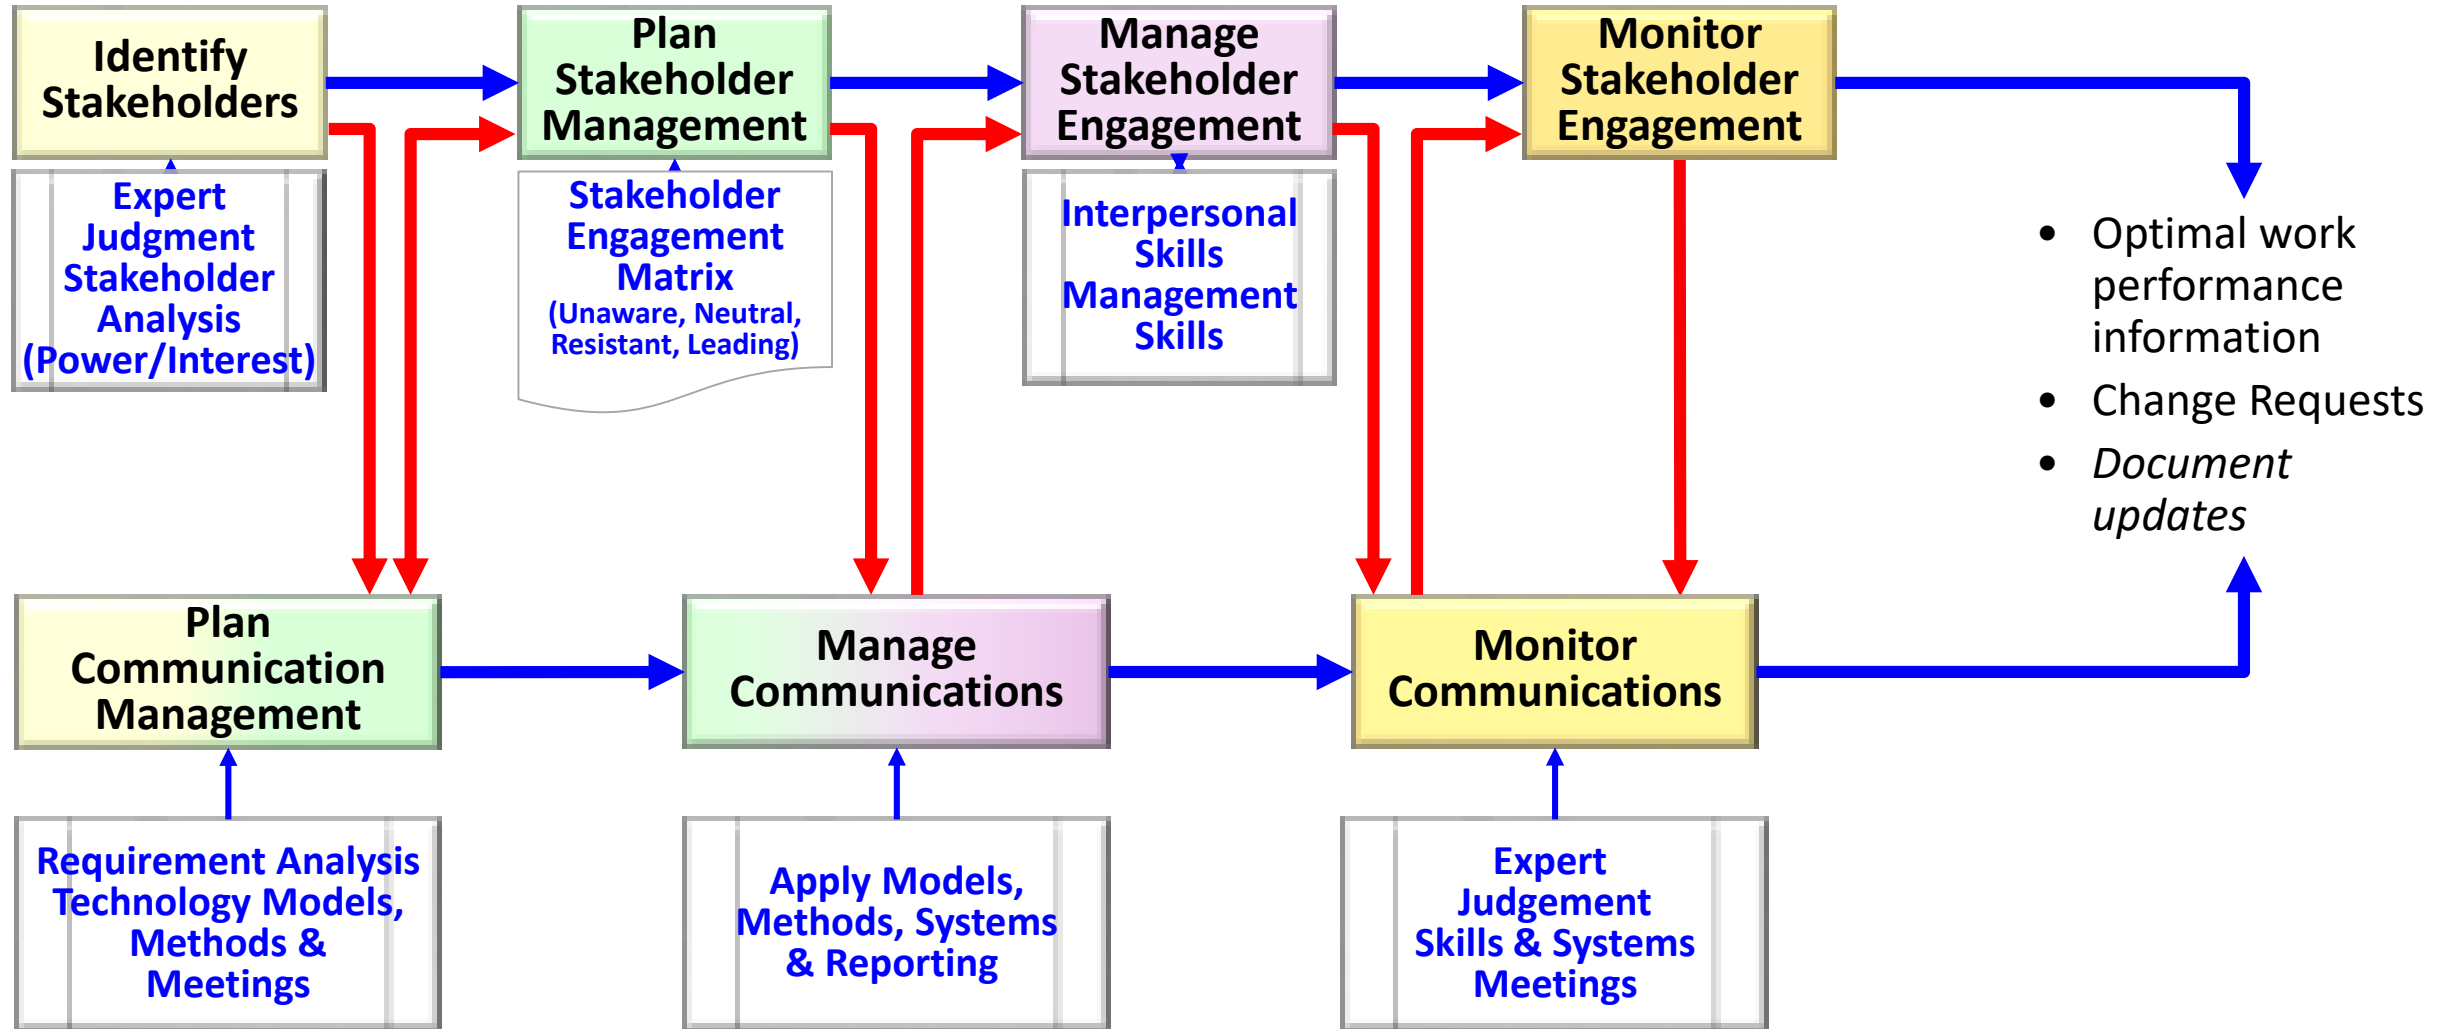 Identify
Stakeholders
Plan
Stakeholder
Management
Manage
Stakeholder
Engagement
Monitor
Stakeholder
Engagement
Expert
Judgment
Stakeholder
Analysis
(Power/Interest)
Stakeholder
Engagement
Matrix
(Unaware, Neutral,
Resistant, Leading)
Interpersonal
Skills
Management
Skills
• Optimal work
performance
information
• Change Requests
• Document
updates
Plan
Communication
Management
Manage
Communications
Monitor
Communications
Requirement Analysis
Technology Models,
Methods &
Meetings
Apply Models,
Methods, Systems
& Reporting
Expert
Judgement
Skills & Systems
Meetings